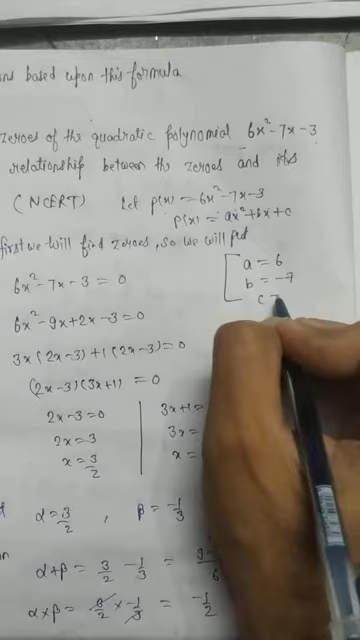 ns based upon this formula
zeroes of the quadratic polynomial 6x² - 7x - 3
relationship between the zeroes and its
(NCERT) Let p(x) = 6x² - 7x - 3
p(x) = ax² + bx + c
first we will find zeroes, so we will put
6x² - 7x - 3 = 0
a = 6
b = -7
c =
6x² - 9x + 2x - 3 = 0
3x(2x-3) + 1(2x-3) = 0
(2x-3)(3x+1) = 0
2x - 3 = 0
2x = 3
x = 3/2
3x + 1 =
3x =
x =
α = 3/2 , β = -1/3
α + β = 3/2 - 1/3 =
α × β = 3/2 × -1/3 = -1/2